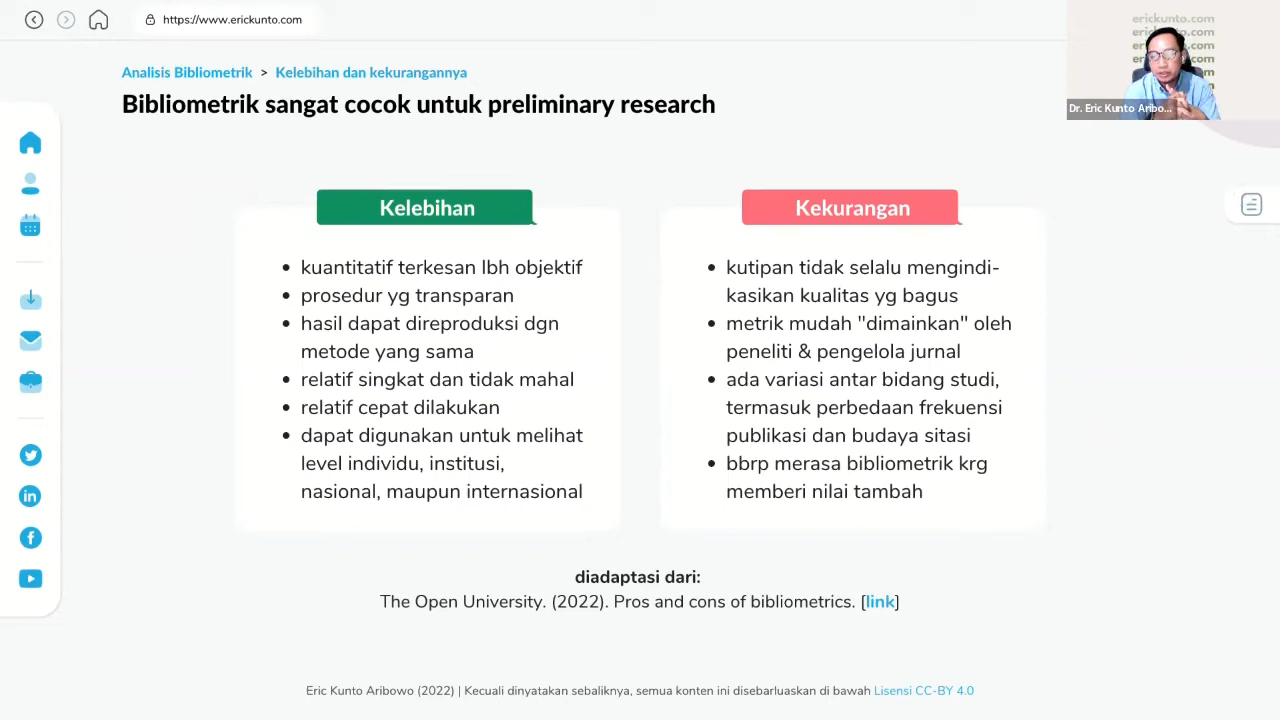 https://www.erickunto.com
erickunto.com
Analisis Bibliometrik > Kelebihan dan kekurangannya
Bibliometrik sangat cocok untuk preliminary research
Dr. Eric Kunto Aribo...
Kelebihan
• kuantitatif terkesan lbh objektif
• prosedur yg transparan
• hasil dapat direproduksi dgn
metode yang sama
• relatif singkat dan tidak mahal
• relatif cepat dilakukan
• dapat digunakan untuk melihat
level individu, institusi,
nasional, maupun internasional
Kekurangan
• kutipan tidak selalu mengindi-
kasikan kualitas yg bagus
• metrik mudah "dimainkan" oleh
peneliti & pengelola jurnal
• ada variasi antar bidang studi,
termasuk perbedaan frekuensi
publikasi dan budaya sitasi
• bbrp merasa bibliometrik krg
memberi nilai tambah
diadaptasi dari:
The Open University. (2022). Pros and cons of bibliometrics. [link]
Eric Kunto Aribowo (2022) | Kecuali dinyatakan sebaliknya, semua konten ini disebarluaskan di bawah Lisensi CC-BY 4.0